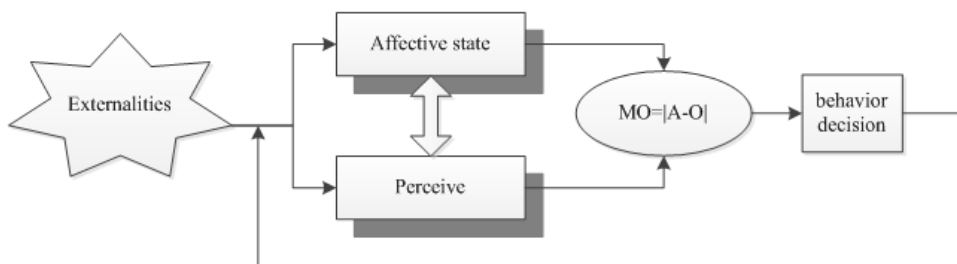 Externalities
Affective state
Perceive
MO=|A-O|
behavior
decision